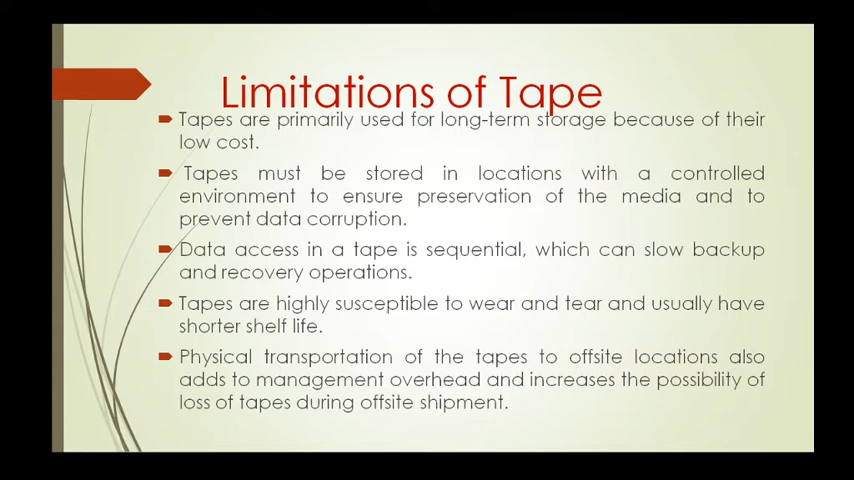 Limitations of Tape
Tapes are primarily used for long-term storage because of their
low cost.
Tapes must be stored in locations with a controlled
environment to ensure preservation of the media and to
prevent data corruption.
Data access in a tape is sequential, which can slow backup
and recovery operations.
Tapes are highly susceptible to wear and tear and usually have
shorter shelf life.
Physical transportation of the tapes to offsite locations also
adds to management overhead and increases the possibility of
loss of tapes during offsite shipment.